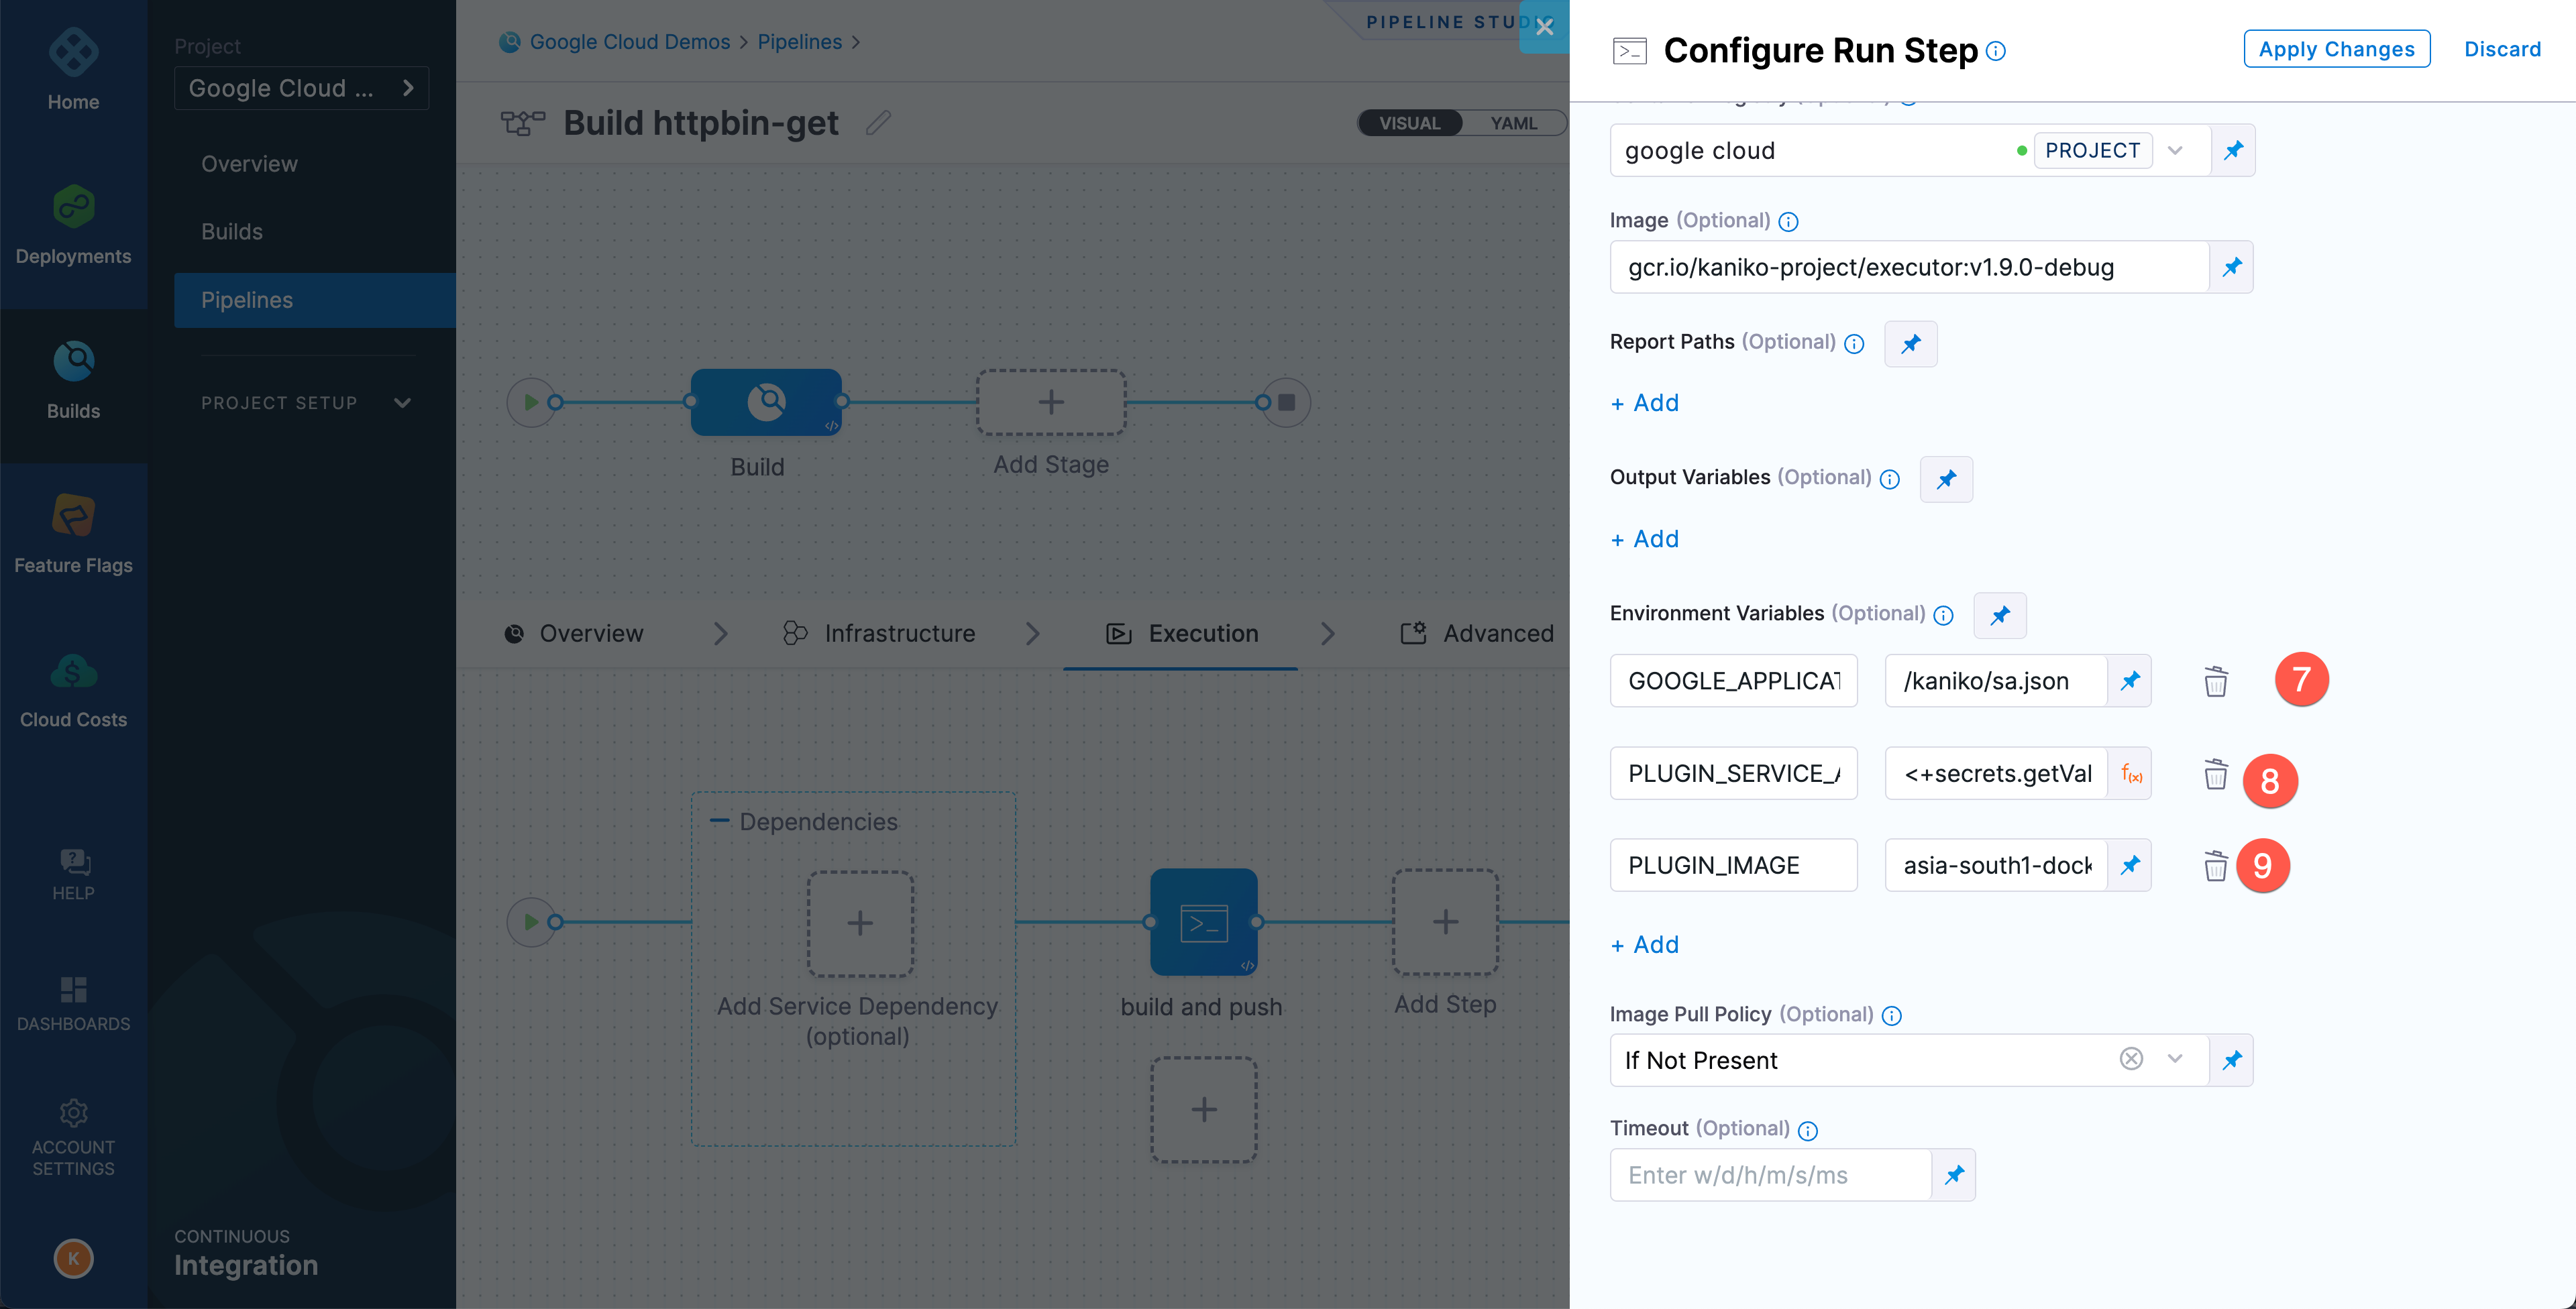 Home
Deployments
Builds
Feature Flags
Cloud Costs
HELP
DASHBOARDS
ACCOUNT
SETTINGS
K
Project
Google Cloud ...
Overview
Builds
Pipelines
PROJECT SETUP
CONTINUOUS
Integration
Google Cloud Demos > Pipelines >
PIPELINE STUDIO
Build httpbin-get
VISUAL
YAML
Build
Add Stage
Overview
Infrastructure
Execution
Advanced
Dependencies
Add Service Dependency
(optional)
build and push
Add Step
Configure Run Step
Apply Changes
Discard
google cloud
PROJECT
Image (Optional)
gcr.io/kaniko-project/executor:v1.9.0-debug
Report Paths (Optional)
+ Add
Output Variables (Optional)
+ Add
Environment Variables (Optional)
GOOGLE_APPLICAT
/kaniko/sa.json
7
PLUGIN_SERVICE_A
<+secrets.getVal
f(x)
8
PLUGIN_IMAGE
asia-south1-dock
9
+ Add
Image Pull Policy (Optional)
If Not Present
Timeout (Optional)
Enter w/d/h/m/s/ms